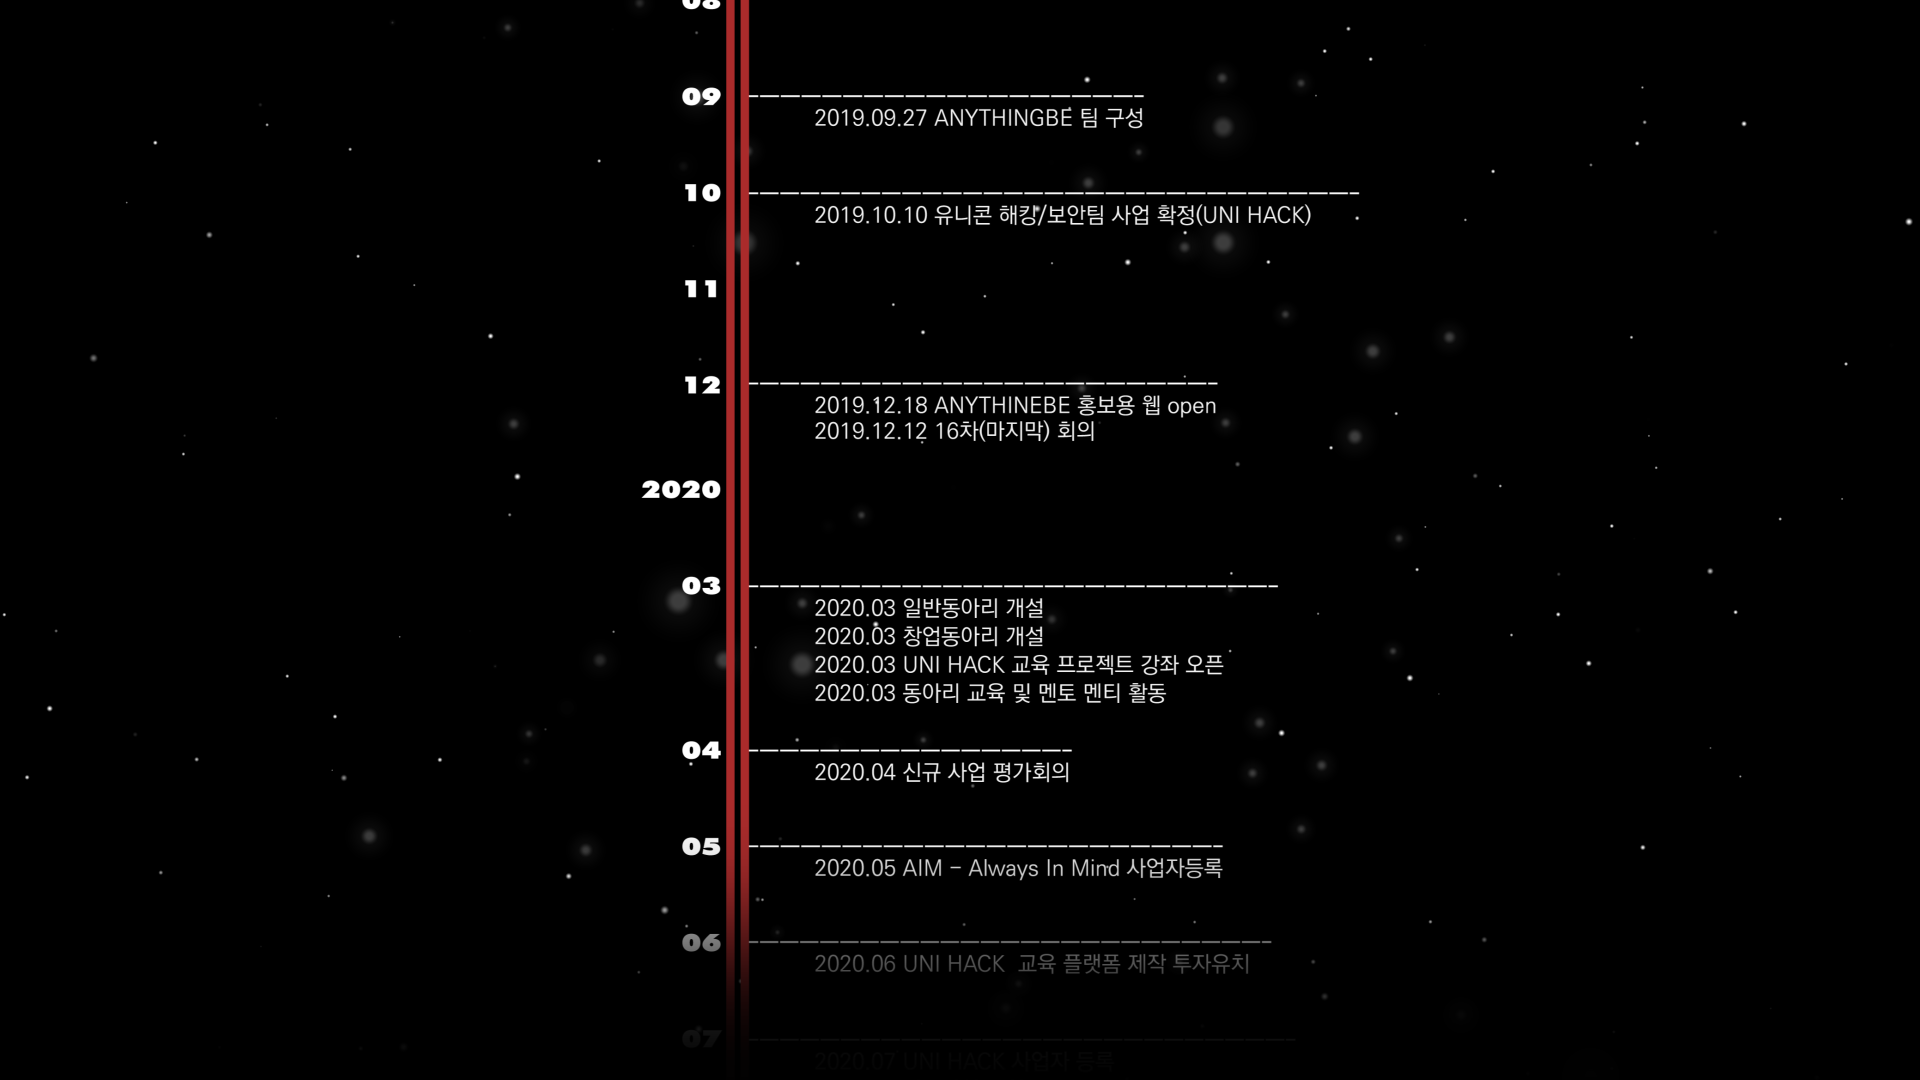 08
09
2019.09.27 ANYTHINGBE 팀 구성
10
2019.10.10 유니콘 해킹/보안팀 사업 확정(UNI HACK)
11
12
2019.12.18 ANYTHINEBE 홍보용 웹 open
2019.12.12 16차(마지막) 회의
2020
03
2020.03 일반동아리 개설
2020.03 창업동아리 개설
2020.03 UNI HACK 교육 프로젝트 강좌 오픈
2020.03 동아리 교육 및 멘토 멘티 활동
04
2020.04 신규 사업 평가회의
05
2020.05 AIM - Always In Mind 사업자등록
06
2020.06 UNI HACK 교육 플랫폼 제작 투자유치
07
2020.07 UNI HACK 사업자 등록